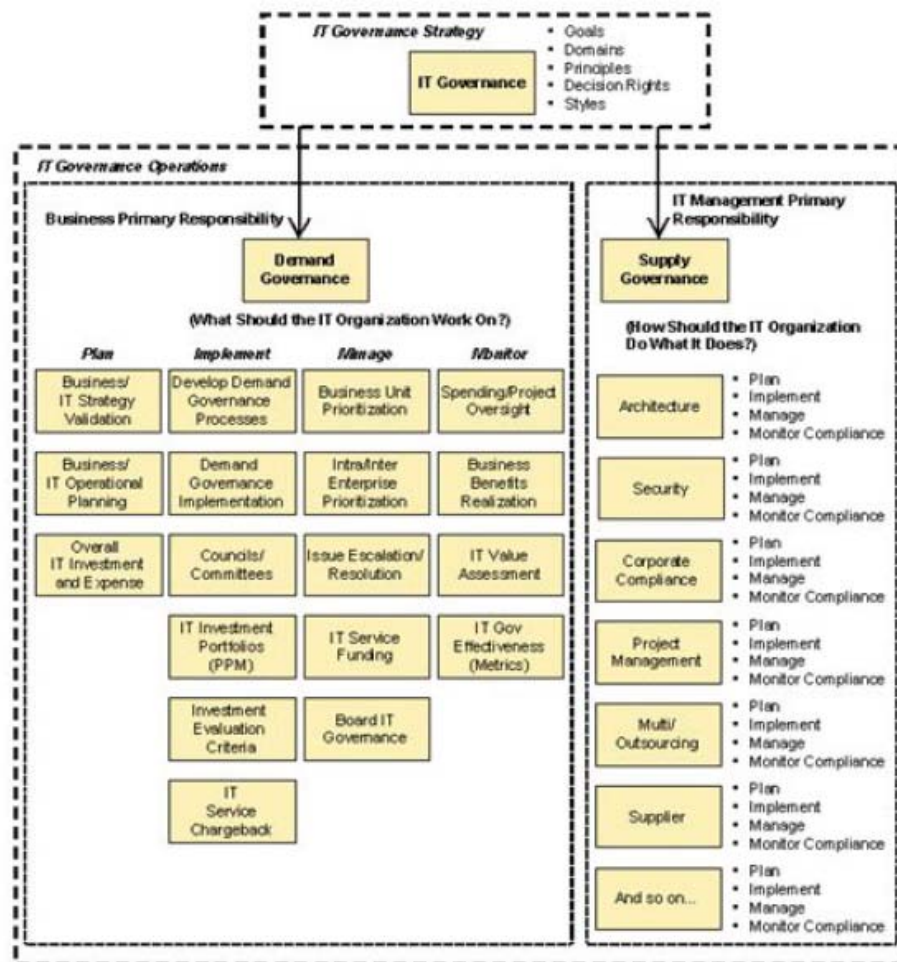 IT Governance Strategy
IT Governance
• Goals
• Domains
• Principles
• Decision Rights
• Styles
IT Governance Operations
Business Primary Responsibility
Demand
Governance
(What Should the IT Organization Work On?)
Plan
Business/
IT Strategy
Validation
Business/
IT Operational
Planning
Overall
IT Investment
and Expense
Implement
Develop Demand
Governance
Processes
Demand
Governance
Implementation
Councils/
Committees
IT Investment
Portfolios
(PPM)
Investment
Evaluation
Criteria
IT
Service
Chargeback
Manage
Business Unit
Prioritization
Intra/Inter
Enterprise
Prioritization
Issue Escalation/
Resolution
IT Service
Funding
Board IT
Governance
Monitor
Spending/Project
Oversight
Business
Benefits
Realization
IT Value
Assessment
IT Gov
Effectiveness
(Metrics)
IT Management Primary
Responsibility
Supply
Governance
(How Should the IT Organization
Do What It Does?)
Architecture
• Plan
• Implement
• Manage
• Monitor Compliance
Security
• Plan
• Implement
• Manage
• Monitor Compliance
Corporate
Compliance
• Plan
• Implement
• Manage
• Monitor Compliance
Project
Management
• Plan
• Implement
• Manage
• Monitor Compliance
Multi/
Outsourcing
• Plan
• Implement
• Manage
• Monitor Compliance
Supplier
• Plan
• Implement
• Manage
• Monitor Compliance
And so on...
• Plan
• Implement
• Manage
• Monitor Compliance